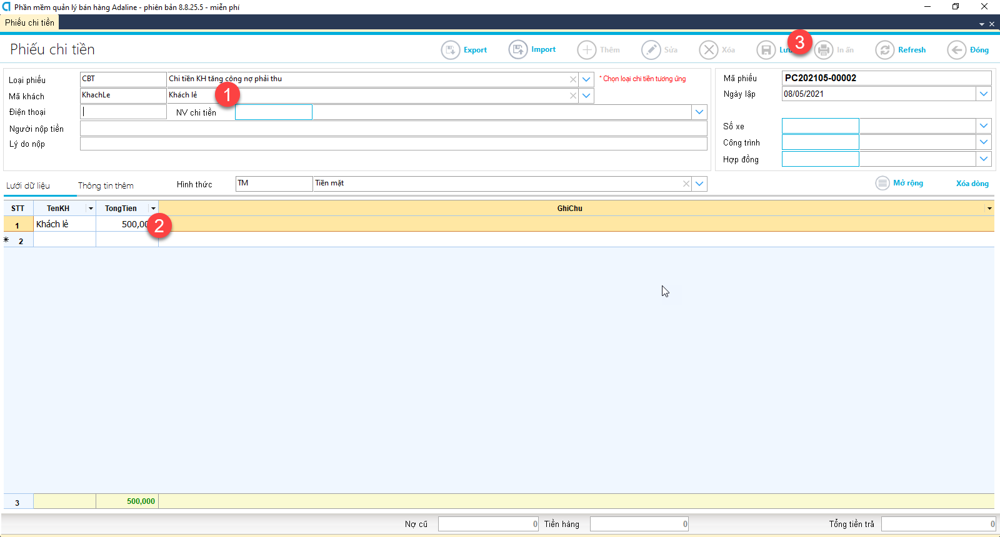 Phần mềm quản lý bán hàng Adaline - phiên bản 8.8.25.5 - miễn phí
Phiếu chi tiền
Phiếu chi tiền
Export Import Thêm Sửa Xóa 3 In ấn Refresh Đóng
Loại phiếu CBT Chi tiền KH tăng công nợ phải thu * Chọn loại chi tiền tương ứng
Mã khách KhachLe Khách lẻ 1
Điện thoại NV chi tiền
Người nộp tiền
Lý do nộp
Mã phiếu PC202105-00002
Ngày lập 08/05/2021
Số xe
Công trình
Hợp đồng
Lưới dữ liệu Thông tin thêm Hình thức TM Tiền mặt Mở rộng Xóa dòng
STT TenKH TongTien GhiChu
1 Khách lẻ 500,00 2
* 2
3 500,000
Nợ cũ 0 Tiền hàng 0 Tổng tiền trả 0